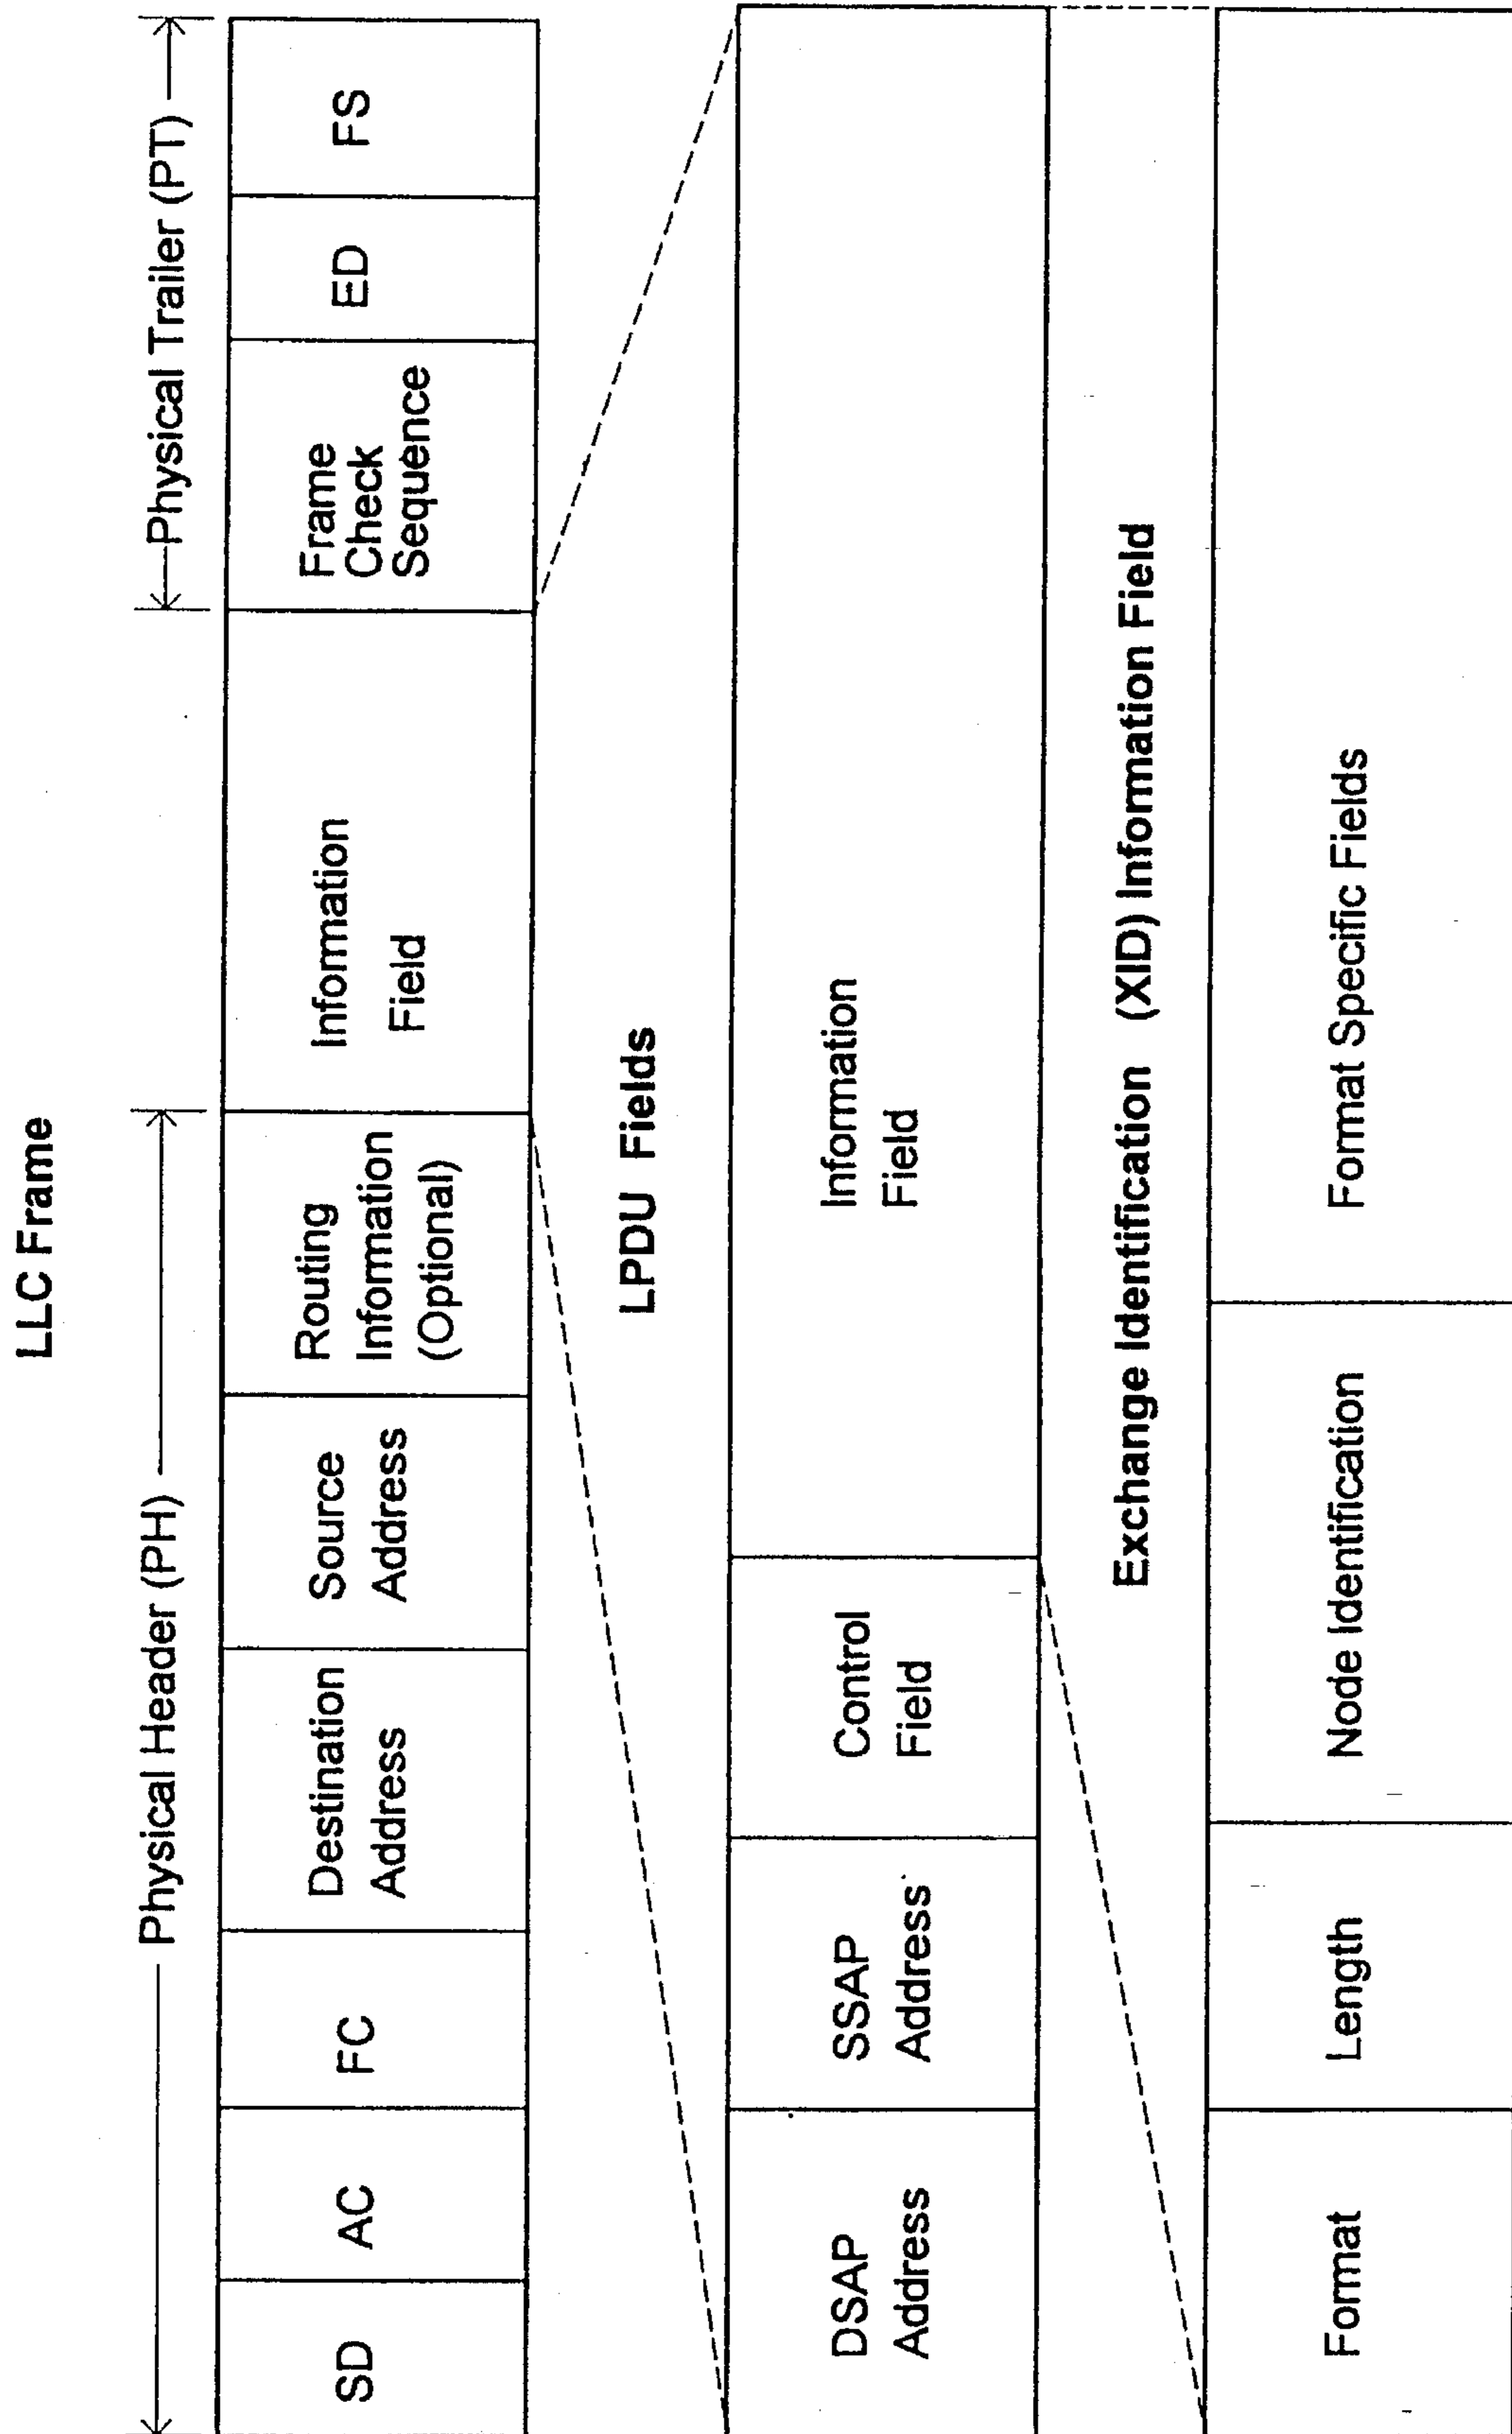 LLC Frame
Physical Header (PH)
Physical Trailer (PT)
SD
AC
FC
Destination
Address
Source
Address
Routing
Information
(Optional)
Information
Field
Frame
Check
Sequence
ED
FS
LPDU Fields
DSAP
Address
SSAP
Address
Control
Field
Information
Field
Exchange Identification (XID) Information Field
Format
Length
Node Identification
Format Specific Fields